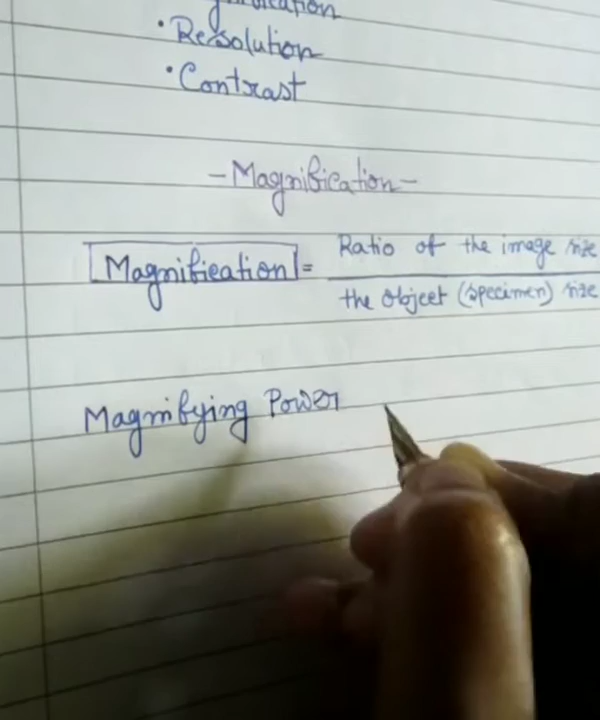 • Resolution
• Contrast
- Magnification -
Magnification = Ratio of the image size
the Object (specimen) size
Magnifying Power